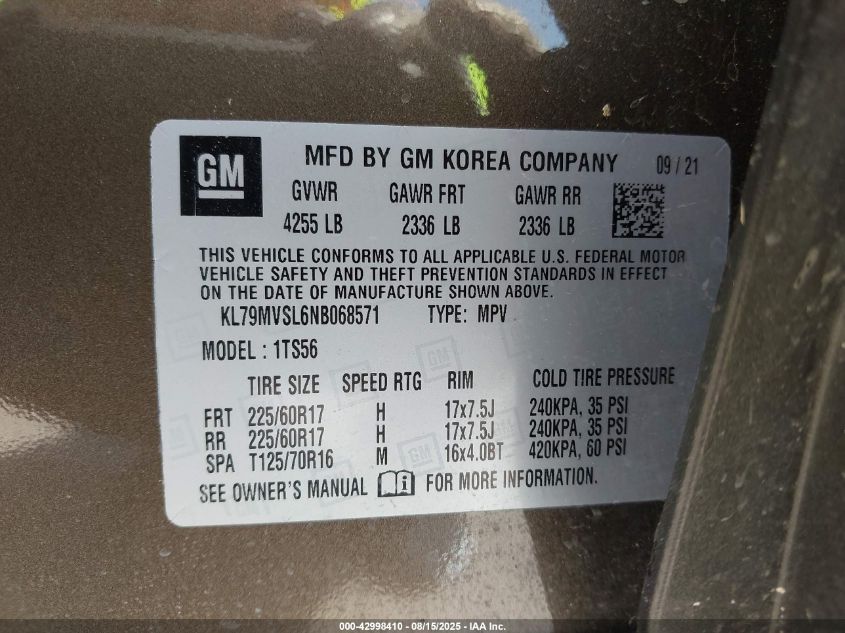 GM
MFD BY GM KOREA COMPANY 09 / 21
GVWR GAWR FRT GAWR RR
4255 LB 2336 LB 2336 LB
THIS VEHICLE CONFORMS TO ALL APPLICABLE U.S. FEDERAL MOTOR
VEHICLE SAFETY AND THEFT PREVENTION STANDARDS IN EFFECT
ON THE DATE OF MANUFACTURE SHOWN ABOVE.
KL79MVSL6NB068571 TYPE: MPV
MODEL : 1TS56
TIRE SIZE SPEED RTG RIM COLD TIRE PRESSURE
FRT 225/60R17 H 17x7.5J 240KPA, 35 PSI
RR 225/60R17 H 17x7.5J 240KPA, 35 PSI
SPA T125/70R16 M 16x4.0BT 420KPA, 60 PSI
SEE OWNER'S MANUAL FOR MORE INFORMATION.
000-42998410 - 08/15/2025 - IAA Inc.